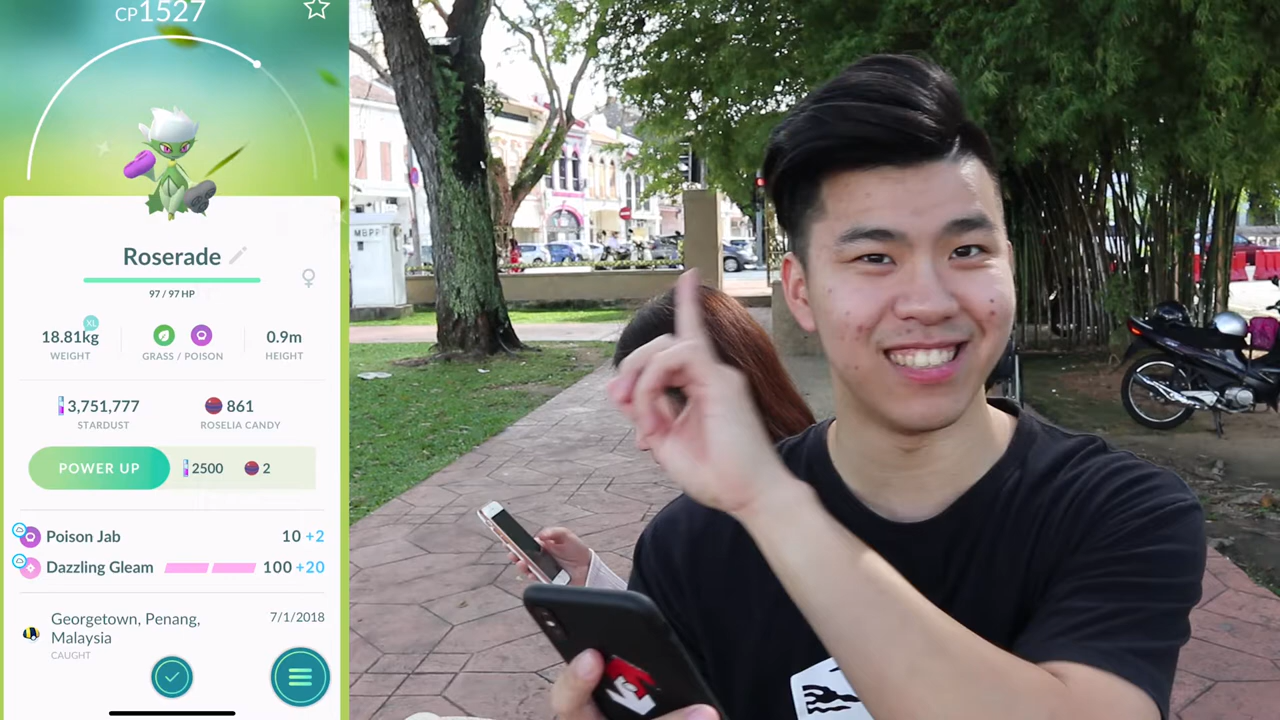 CP1527
Roserade
97 / 97 HP
XL
18.81kg
WEIGHT
GRASS / POISON
0.9m
HEIGHT
3,751,777
STARDUST
861
ROSELIA CANDY
POWER UP
2500
2
Poison Jab
10 +2
Dazzling Gleam
100 +20
Georgetown, Penang,
Malaysia
7/1/2018
CAUGHT
MBPP